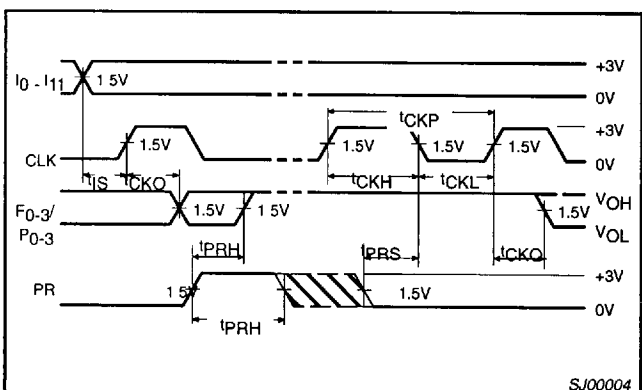 I0 - I11
1 5V
+3V
0V
tCKP
CLK
1.5V
1.5V
1.5V
1.5V
+3V
0V
tIS
tCKO
tCKH
tCKL
F0-3/
P0-3
1.5V
1 5V
VOH
1.5V
VOL
tPRH
tPRS
tCKO
PR
1 5V
1.5V
+3V
0V
tPRH
SJ00004